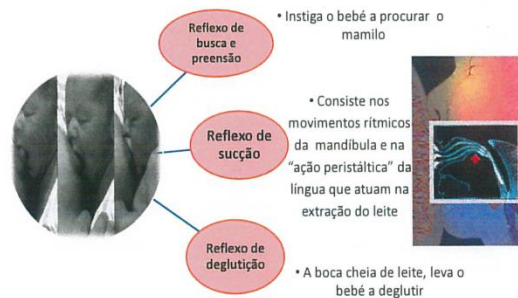 Reflexo de
busca e
preensão
• Instiga o bebé a procurar o
mamilo
Reflexo de
sucção
• Consiste nos
movimentos rítmicos
da mandíbula e na
“ação peristáltica” da
língua que atuam na
extração do leite
Reflexo de
deglutição
• A boca cheia de leite, leva o
bebé a deglutir